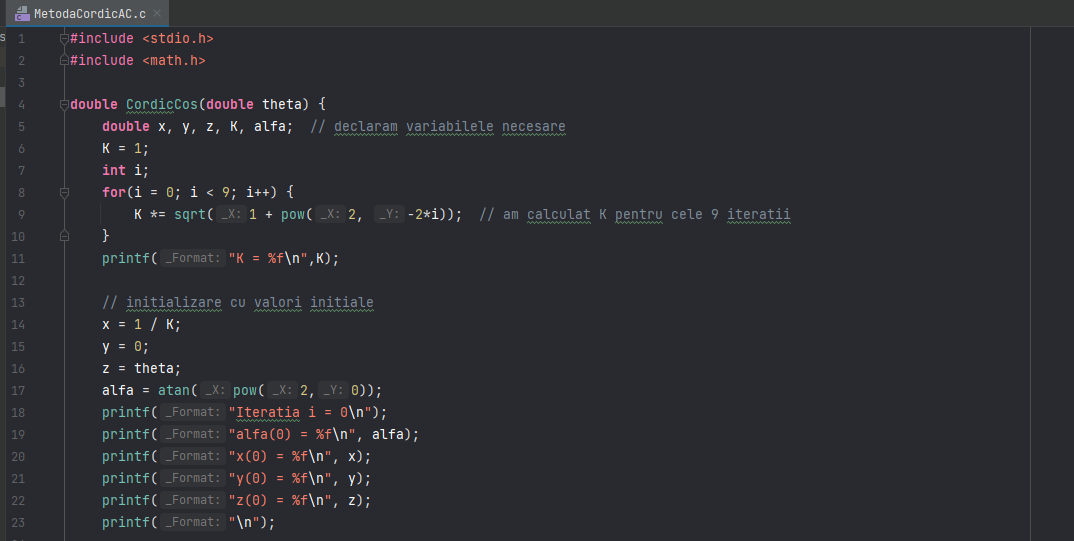 MetodaCordicAC.c
1 #include <stdio.h>
2 #include <math.h>
3
4 double CordicCos(double theta) {
5 double x, y, z, K, alfa;  // declaram variabilele necesare
6 K = 1;
7 int i;
8 for(i = 0; i < 9; i++) {
9 K *= sqrt( _X: 1 + pow( _X: 2, _Y: -2*i));  // am calculat K pentru cele 9 iteratii
10 }
11 printf( _Format: "K = %f\n",K);
12
13 // initializare cu valori initiale
14 x = 1 / K;
15 y = 0;
16 z = theta;
17 alfa = atan( _X: pow( _X: 2, _Y: 0));
18 printf( _Format: "Iteratia i = 0\n");
19 printf( _Format: "alfa(0) = %f\n", alfa);
20 printf( _Format: "x(0) = %f\n", x);
21 printf( _Format: "y(0) = %f\n", y);
22 printf( _Format: "z(0) = %f\n", z);
23 printf( _Format: "\n");